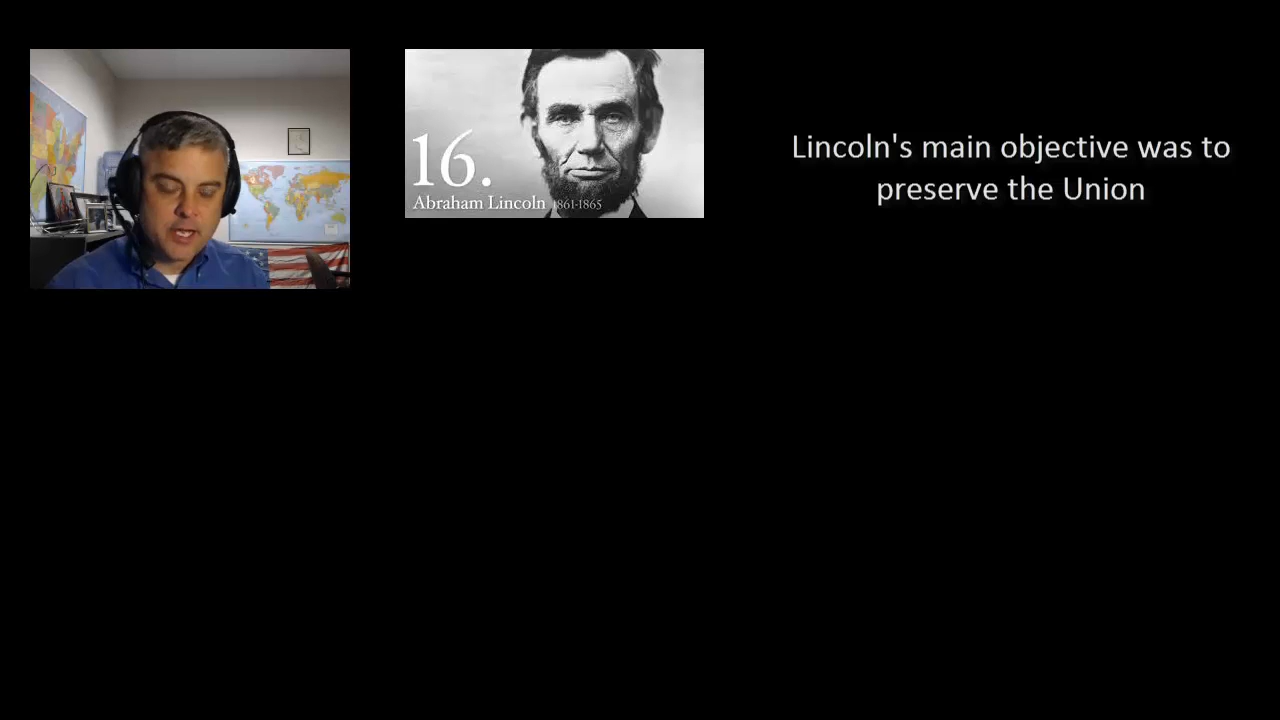 16.
Abraham Lincoln 1861-1865
Lincoln's main objective was to
preserve the Union